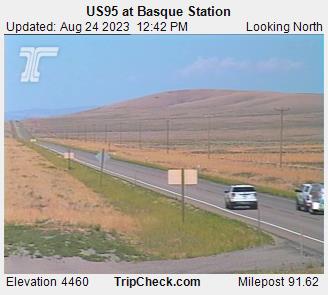 US95 at Basque Station
Updated: Aug 24 2023 12:42 PM Looking North
Elevation 4460 TripCheck.com Milepost 91.62